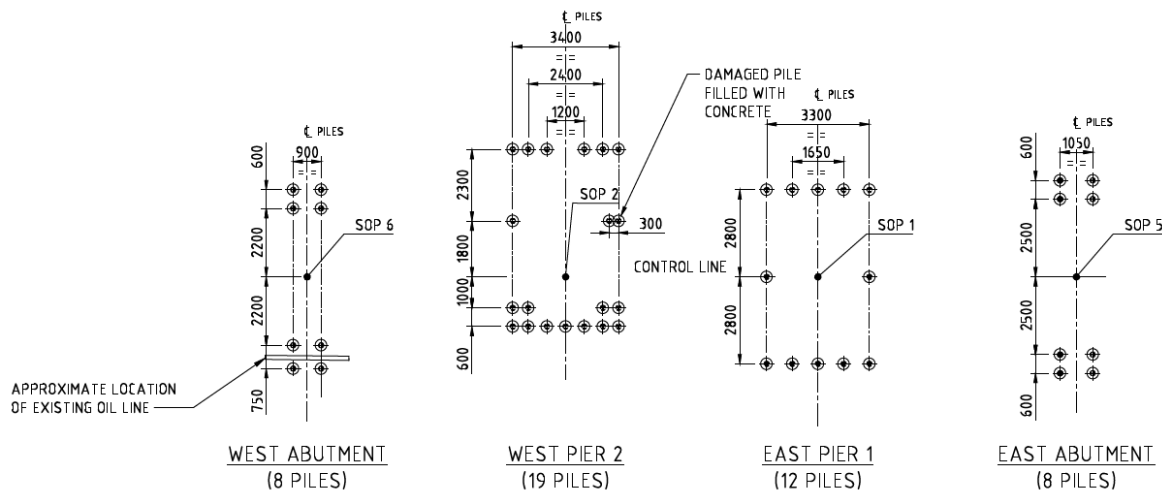 ℄ PILES
900
600
2200
2200
750
SOP 6
APPROXIMATE LOCATION
OF EXISTING OIL LINE
WEST ABUTMENT
(8 PILES)
℄ PILES
3400
2400
1200
DAMAGED PILE
FILLED WITH
CONCRETE
2300
1800
1000
600
SOP 2
300
WEST PIER 2
(19 PILES)
℄ PILES
3300
1650
2800
2800
CONTROL LINE
SOP 1
EAST PIER 1
(12 PILES)
℄ PILES
1050
600
2500
2500
600
SOP 5
EAST ABUTMENT
(8 PILES)